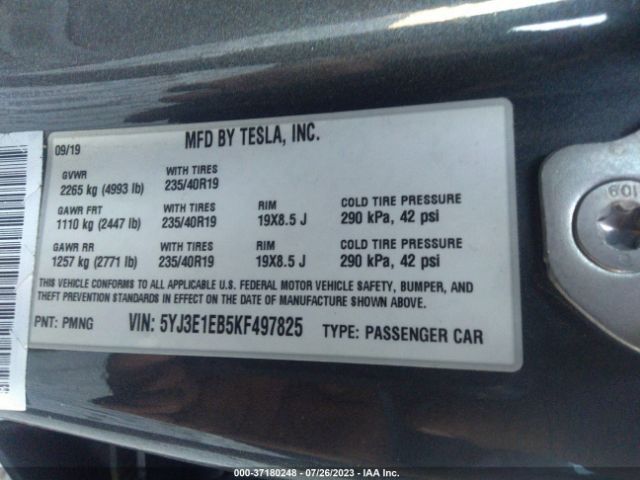 MFD BY TESLA, INC.
09/19
GVWR WITH TIRES
2265 kg (4993 lb) 235/40R19
GAWR FRT WITH TIRES RIM COLD TIRE PRESSURE
1110 kg (2447 lb) 235/40R19 19X8.5 J 290 kPa, 42 psi
GAWR RR WITH TIRES RIM COLD TIRE PRESSURE
1257 kg (2771 lb) 235/40R19 19X8.5 J 290 kPa, 42 psi
THIS VEHICLE CONFORMS TO ALL APPLICABLE U.S. FEDERAL MOTOR VEHICLE SAFETY, BUMPER, AND
THEFT PREVENTION STANDARDS IN EFFECT ON THE DATE OF MANUFACTURE SHOWN ABOVE.
PNT: PMNG VIN: 5YJ3E1EB5KF497825 TYPE: PASSENGER CAR
10.9
000-37180248 - 07/26/2023 - IAA Inc.